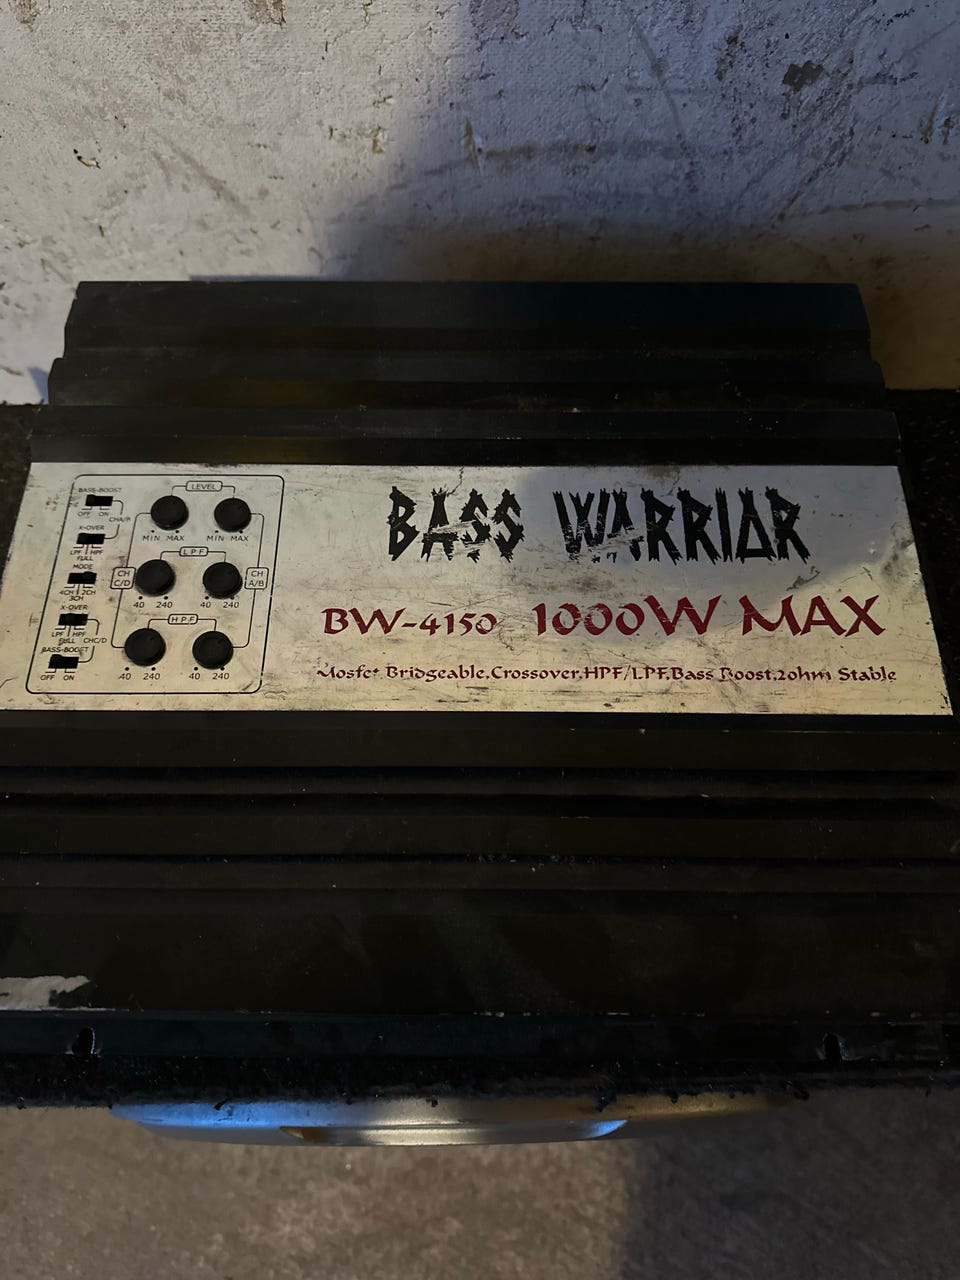 BASS WARRIOR
BW-4150 1000W MAX
Mosfet Bridgeable.Crossover.HPF/LPF.Bass Boost.2ohm Stable
BASS-BOOST
OFF ON
CHA/B
X-OVER
LPF HPF
FULL
MODE
4CH 2CH
3CH
X-OVER
LPF HPF
FULL
CHC/D
BASS-BOOST
OFF ON
LEVEL
MIN MAX MIN MAX
LPF
CH C/D
CH A/B
40 240 40 240
HPF
40 240 40 240